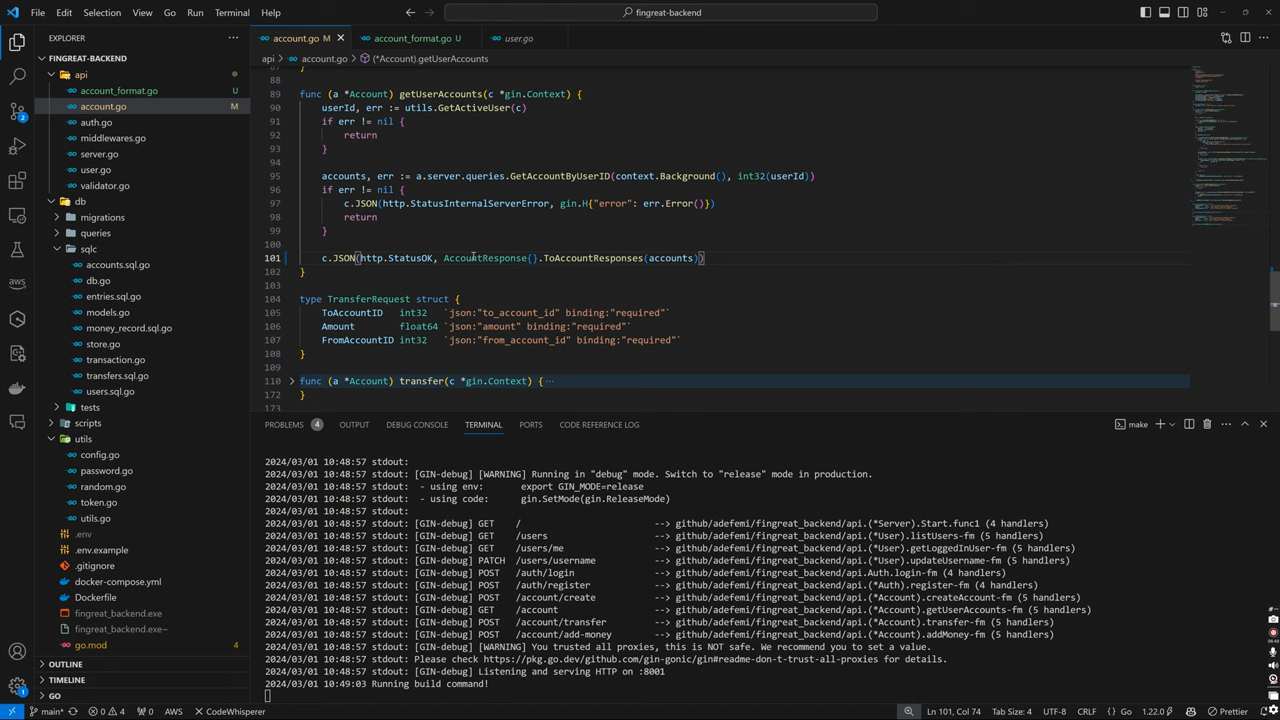 File Edit Selection View Go Run Terminal Help
fingreat-backend
EXPLORER
FINGREAT-BACKEND
api
account_format.go
account.go M
auth.go
middlewares.go
server.go
user.go
validator.go
db
migrations
queries
sqlc
accounts.sql.go
db.go
entries.sql.go
models.go
money_record.sql.go
store.go
transaction.go
transfers.sql.go
users.sql.go
tests
scripts
utils
config.go
password.go
random.go
token.go
utils.go
.env
.env.example
.gitignore
docker-compose.yml
Dockerfile
fingreat_backend.exe
fingreat_backend.exe~
go.mod 4
OUTLINE
TIMELINE
GO
account.go M account_format.go U user.go
api > account.go > (*Account).getUserAccounts
88
89 func (a *Account) getUserAccounts(c *gin.Context) {
90 userId, err := utils.GetActiveUser(c)
91 if err != nil {
92 return
93 }
94
95 accounts, err := a.server.queries.GetAccountByUserID(context.Background(), int32(userId))
96 if err != nil {
97 c.JSON(http.StatusInternalServerError, gin.H{"error": err.Error()})
98 return
99 }
100
101 c.JSON(http.StatusOK, AccountResponse{}.ToAccountResponses(accounts))
102 }
103
104 type TransferRequest struct {
105 ToAccountID int32 `json:"to_account_id" binding:"required"`
106 Amount float64 `json:"amount" binding:"required"`
107 FromAccountID int32 `json:"from_account_id" binding:"required"`
108 }
109
110 func (a *Account) transfer(c *gin.Context) { ···
172 }
173
PROBLEMS 4 OUTPUT DEBUG CONSOLE TERMINAL PORTS CODE REFERENCE LOG
make
2024/03/01 10:48:57 stdout:
2024/03/01 10:48:57 stdout: [GIN-debug] [WARNING] Running in "debug" mode. Switch to "release" mode in production.
2024/03/01 10:48:57 stdout: - using env: export GIN_MODE=release
2024/03/01 10:48:57 stdout: - using code: gin.SetMode(gin.ReleaseMode)
2024/03/01 10:48:57 stdout:
2024/03/01 10:48:57 stdout: [GIN-debug] GET / --> github/adefemi/fingreat_backend/api.(*Server).Start.func1 (4 handlers)
2024/03/01 10:48:57 stdout: [GIN-debug] GET /users --> github/adefemi/fingreat_backend/api.(*User).listUsers-fm (5 handlers)
2024/03/01 10:48:57 stdout: [GIN-debug] GET /users/me --> github/adefemi/fingreat_backend/api.(*User).getLoggedInUser-fm (5 handlers)
2024/03/01 10:48:57 stdout: [GIN-debug] PATCH /users/username --> github/adefemi/fingreat_backend/api.(*User).updateUsername-fm (5 handlers)
2024/03/01 10:48:57 stdout: [GIN-debug] POST /auth/login --> github/adefemi/fingreat_backend/api.Auth.login-fm (4 handlers)
2024/03/01 10:48:57 stdout: [GIN-debug] POST /auth/register --> github/adefemi/fingreat_backend/api.(*Auth).register-fm (4 handlers)
2024/03/01 10:48:57 stdout: [GIN-debug] POST /account/create --> github/adefemi/fingreat_backend/api.(*Account).createAccount-fm (5 handlers)
2024/03/01 10:48:57 stdout: [GIN-debug] GET /account --> github/adefemi/fingreat_backend/api.(*Account).getUserAccounts-fm (5 handlers)
2024/03/01 10:48:57 stdout: [GIN-debug] POST /account/transfer --> github/adefemi/fingreat_backend/api.(*Account).transfer-fm (5 handlers)
2024/03/01 10:48:57 stdout: [GIN-debug] POST /account/add-money --> github/adefemi/fingreat_backend/api.(*Account).addMoney-fm (5 handlers)
2024/03/01 10:48:57 stdout: [GIN-debug] [WARNING] You trusted all proxies, this is NOT safe. We recommend you to set a value.
2024/03/01 10:48:57 stdout: Please check https://pkg.go.dev/github.com/gin-gonic/gin#readme-don-t-trust-all-proxies for details.
2024/03/01 10:48:57 stdout: [GIN-debug] Listening and serving HTTP on :8001
2024/03/01 10:49:03 Running build command!
main* 0 4 0 AWS CodeWhisperer Ln 101, Col 74 Tab Size: 4 UTF-8 CRLF Go 1.22.0 Prettier